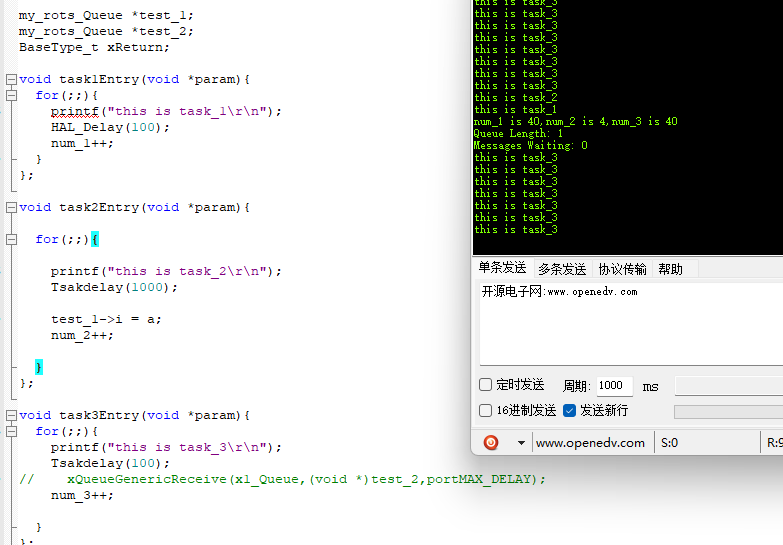 my_rots_Queue *test_1;
my_rots_Queue *test_2;
BaseType_t xReturn;
void task1Entry(void *param){
for(;;){
printf("this is task_1\r\n");
HAL_Delay(100);
num_1++;
}
};
void task2Entry(void *param){
for(;;){
printf("this is task_2\r\n");
Tsakdelay(1000);
test_1->i = a;
num_2++;
}
};
void task3Entry(void *param){
for(;;){
printf("this is task_3\r\n");
Tsakdelay(100);
// xQueueGenericReceive(x1_Queue,(void *)test_2,portMAX_DELAY);
num_3++;
}
};
this is task_3
this is task_3
this is task_3
this is task_3
this is task_3
this is task_3
this is task_3
this is task_3
this is task_2
this is task_1
num_1 is 40,num_2 is 4,num_3 is 40
Queue Length: 1
Messages Waiting: 0
this is task_3
this is task_3
this is task_3
this is task_3
this is task_3
this is task_3
this is task_3
单条发送 多条发送 协议传输 帮助
开源电子网:www.openedv.com
定时发送 周期: 1000 ms
16进制发送 发送新行
www.openedv.com S:0